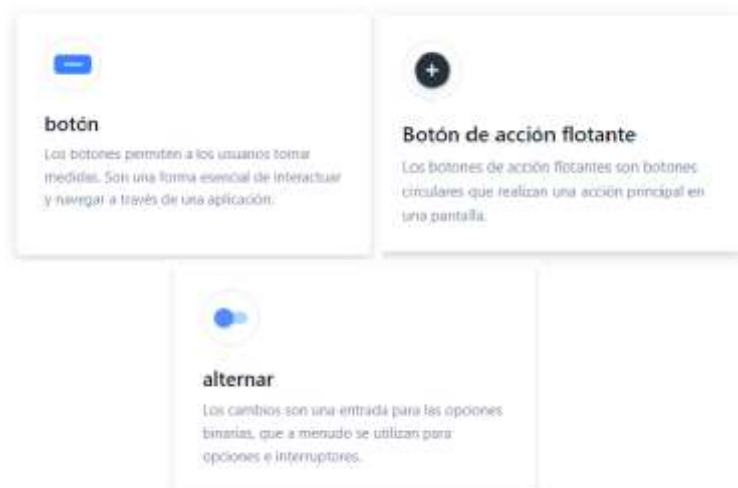 botón
Los botones permiten a los usuarios tomar
medidas. Son una forma esencial de interactuar
y navegar a través de una aplicación.
Botón de acción flotante
Los botones de acción flotantes son botones
circulares que realizan una acción principal en
una pantalla.
alternar
Los cambios son una entrada para las opciones
binarias, que a menudo se utilizan para
opciones e interruptores.